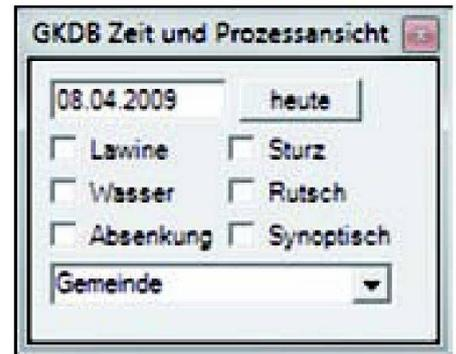 GKDB Zeit und Prozessansicht
08.04.2009 heute
Lawine Sturz
Wasser Rutsch
Absenkung Synoptisch
Gemeinde